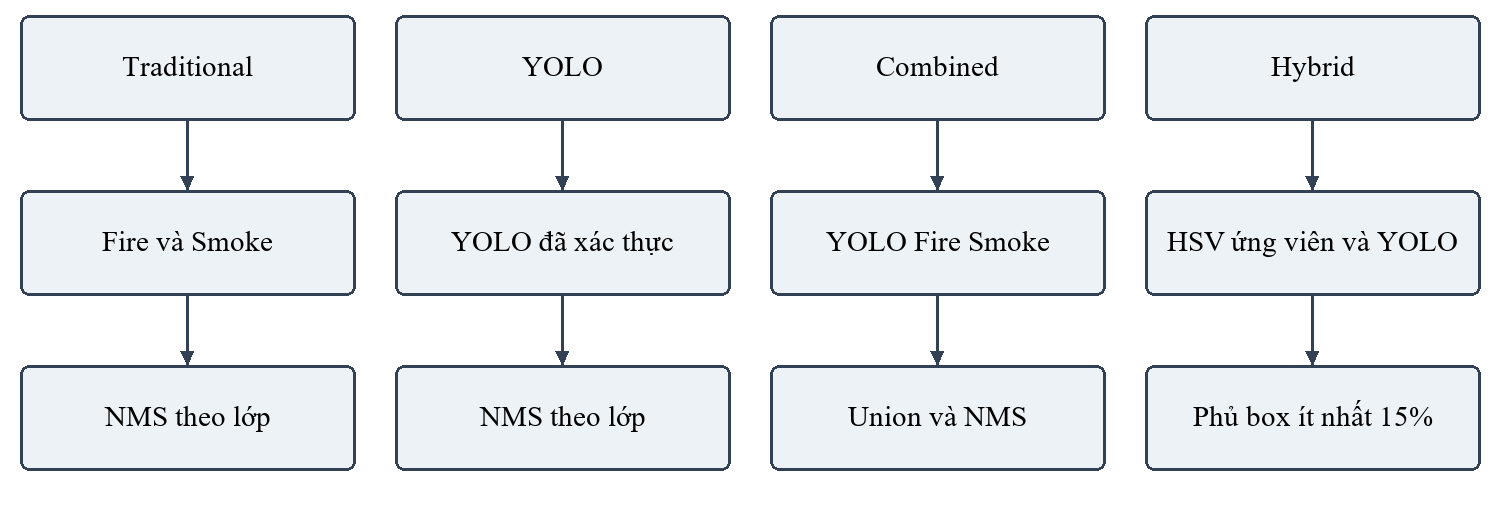 Traditional
YOLO
Combined
Hybrid
Fire và Smoke
YOLO đã xác thực
YOLO Fire Smoke
HSV ứng viên và YOLO
NMS theo lớp
NMS theo lớp
Union và NMS
Phủ box ít nhất 15%